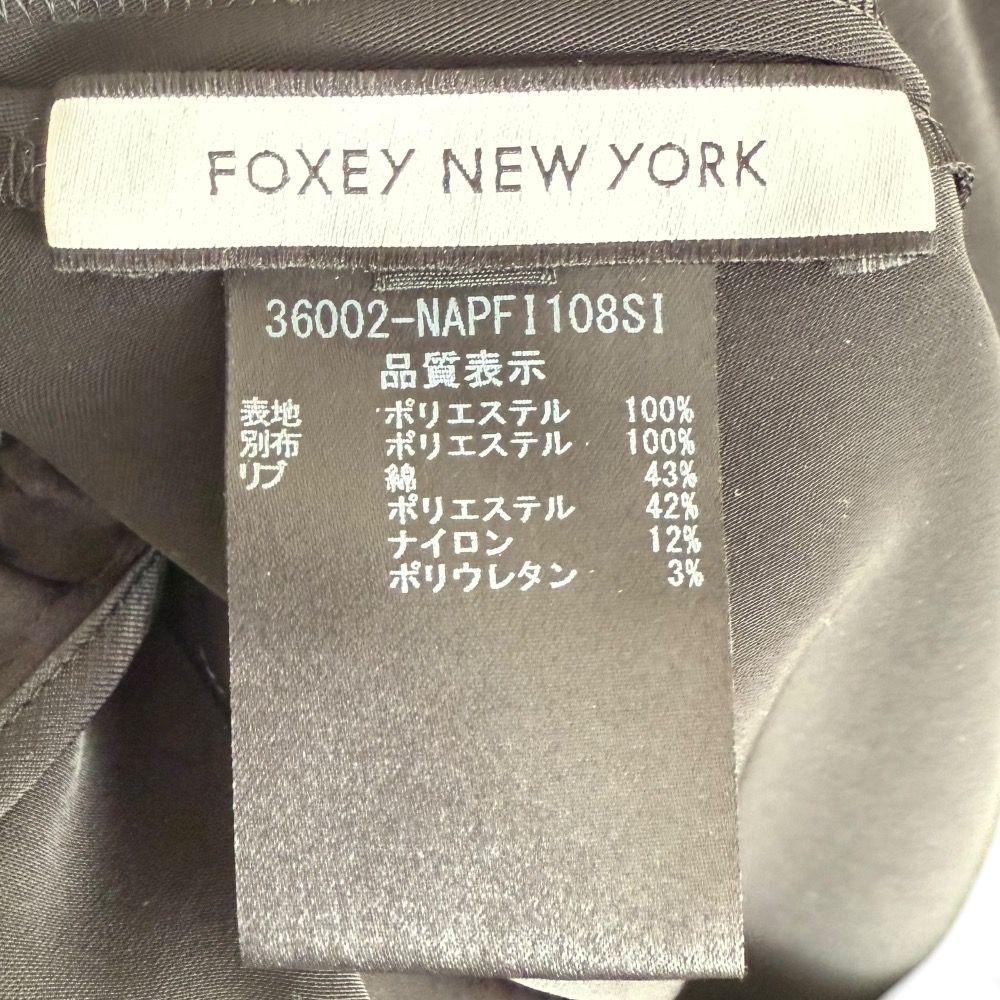 FOXEY NEW YORK
36002-NAPFI108SI
品質表示
表地 ポリエステル 100%
別布 ポリエステル 100%
リブ 綿 43%
ポリエステル 42%
ナイロン 12%
ポリウレタン 3%